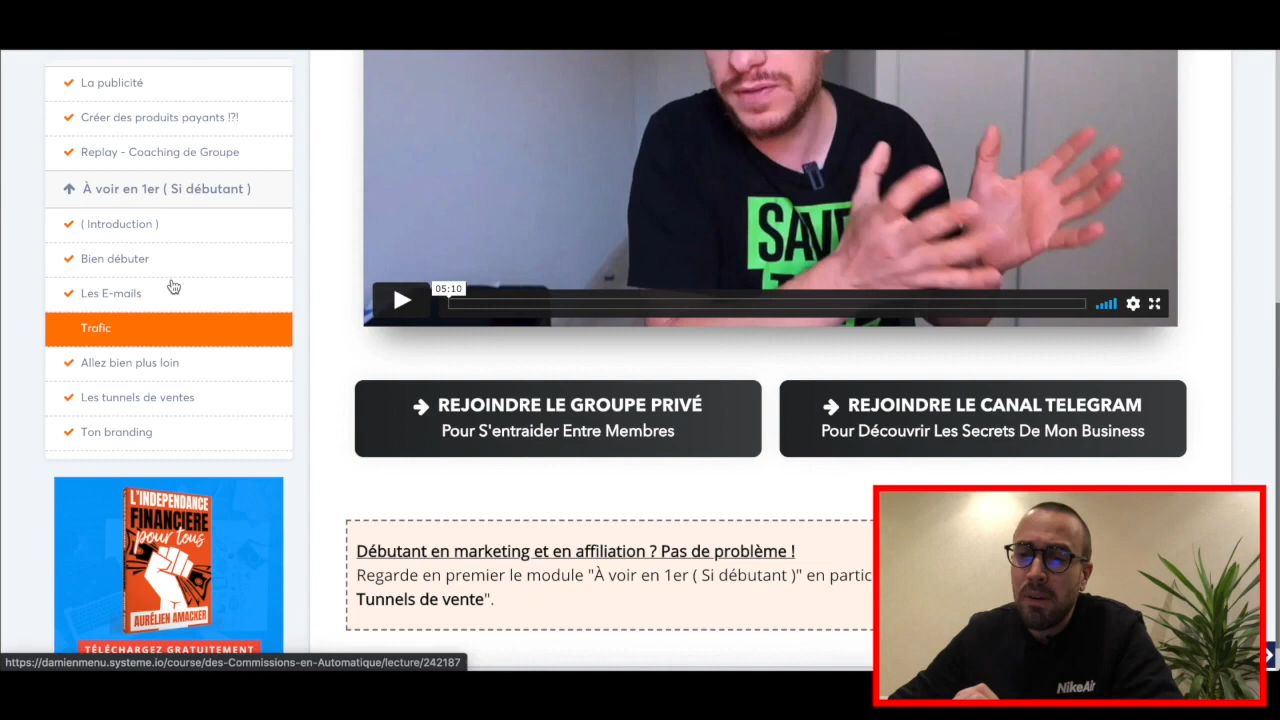 La publicité
Créer des produits payants !?!
Replay - Coaching de Groupe
À voir en 1er ( Si débutant )
( Introduction )
Bien débuter
Les E-mails
Trafic
Allez bien plus loin
Les tunnels de ventes
Ton branding
L'INDEPENDANCE
FINANCIERE
pour tous
AURÉLIEN AMACKER
TÉLÉCHARGEZ GRATUITEMENT
https://damienmenu.systeme.io/course/des-Commissions-en-Automatique/lecture/242187
SAVE
05:10
REJOINDRE LE GROUPE PRIVÉ
Pour S'entraider Entre Membres
REJOINDRE LE CANAL TELEGRAM
Pour Découvrir Les Secrets De Mon Business
Débutant en marketing et en affiliation ? Pas de problème !
Regarde en premier le module "À voir en 1er ( Si débutant )" en partic
Tunnels de vente".
NikeAir